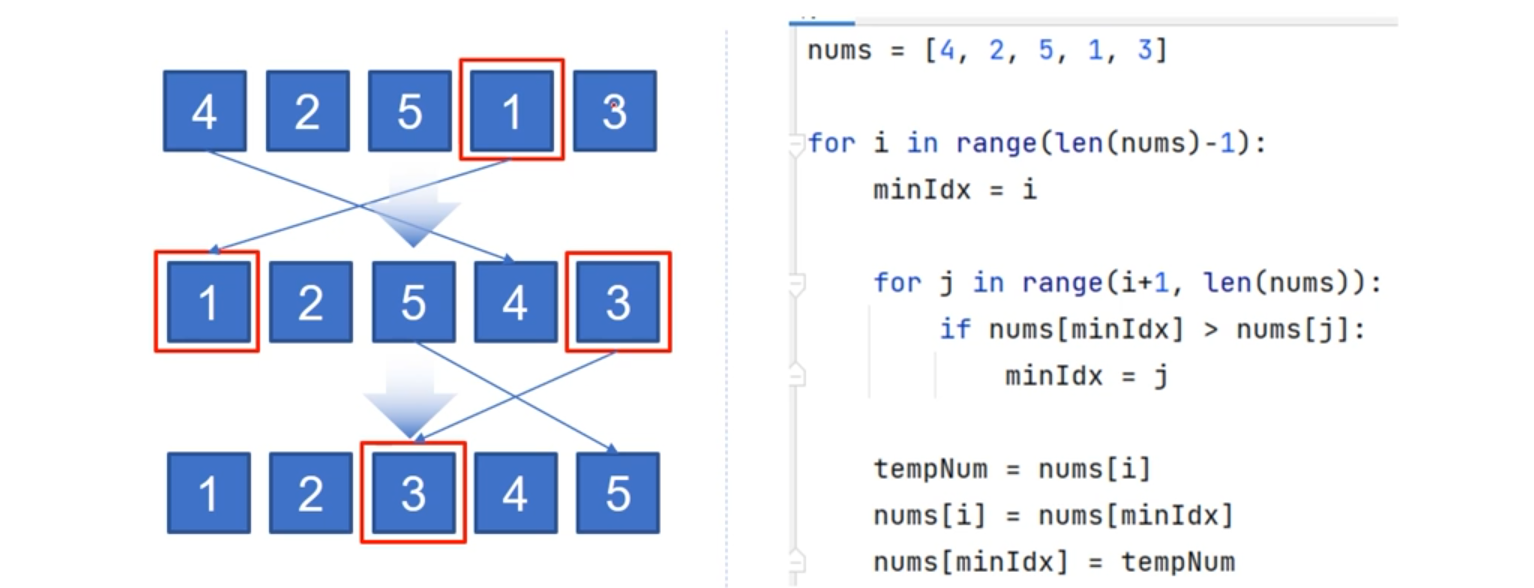 4 2 5 1 3
1 2 5 4 3
1 2 3 4 5
nums = [4, 2, 5, 1, 3]
for i in range(len(nums)-1):
    minIdx = i
    for j in range(i+1, len(nums)):
        if nums[minIdx] > nums[j]:
            minIdx = j
    tempNum = nums[i]
    nums[i] = nums[minIdx]
    nums[minIdx] = tempNum